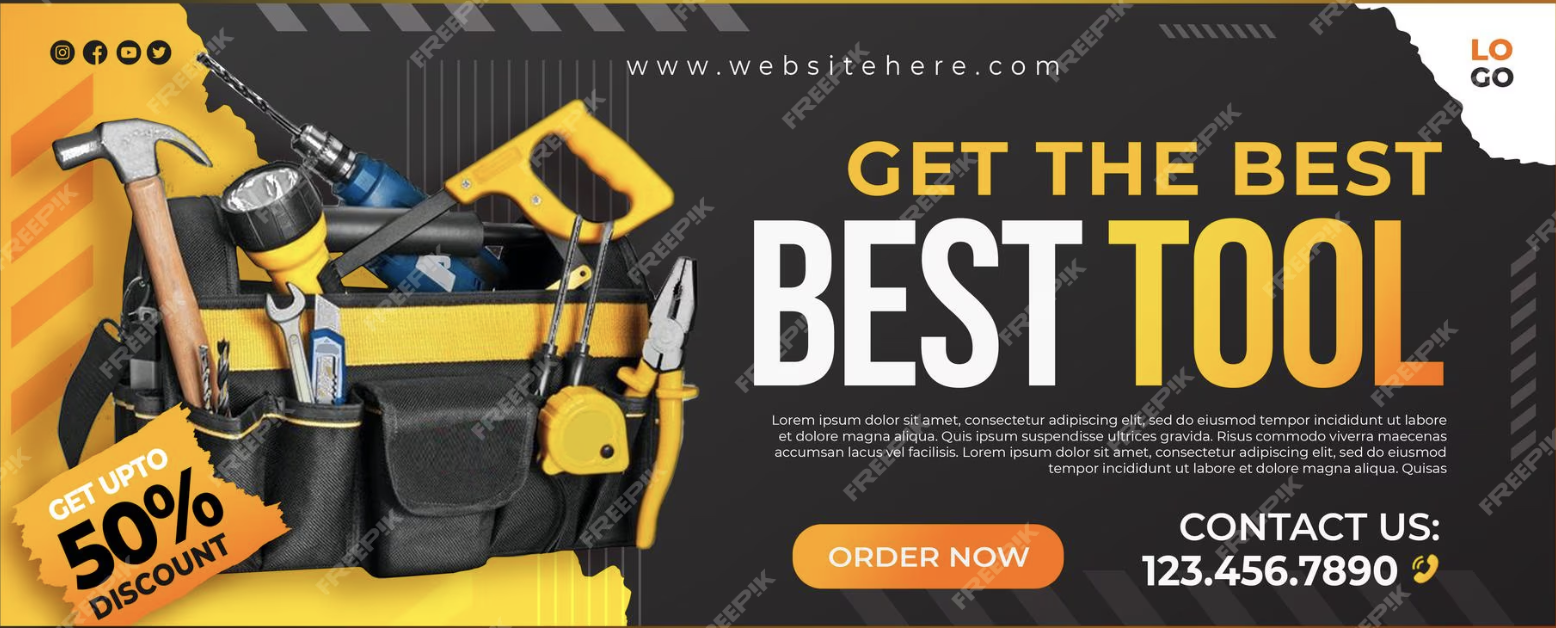 www.websitehere.com
LO
GO
GET THE BEST
BEST TOOL
Lorem ipsum dolor sit amet, consectetur adipiscing elit, sed do eiusmod tempor incididunt ut labore
et dolore magna aliqua. Quis ipsum suspendisse ultrices gravida. Risus commodo viverra maecenas
accumsan lacus vel facilisis. Lorem ipsum dolor sit amet, consectetur adipiscing elit, sed do eiusmod
tempor incididunt ut labore et dolore magna aliqua. Quisas
GET UPTO
50%
DISCOUNT
ORDER NOW
CONTACT US:
123.456.7890
FREEPIK